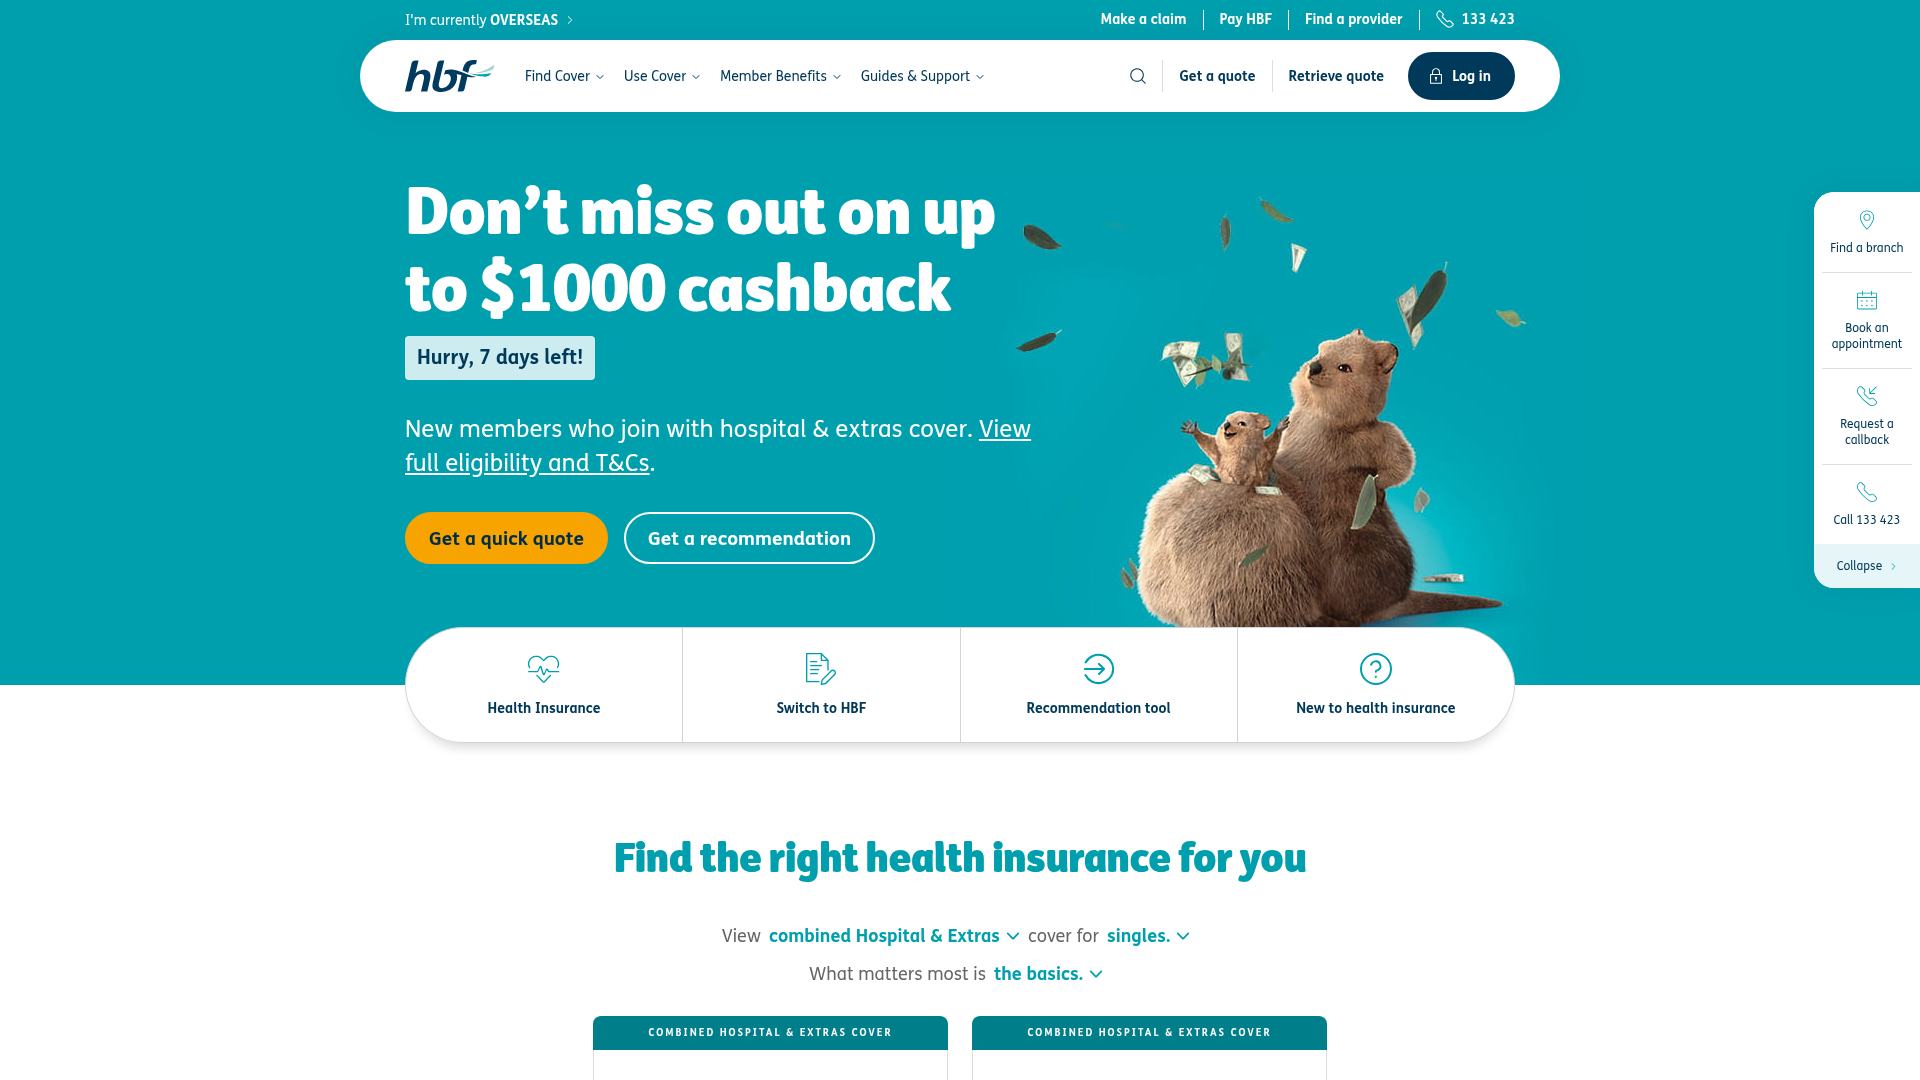 I'm currently OVERSEAS
Make a claim
Pay HBF
Find a provider
133 423
hbf
Find Cover
Use Cover
Member Benefits
Guides & Support
Get a quote
Retrieve quote
Log in
Don't miss out on up
to $1000 cashback
Hurry, 7 days left!
New members who join with hospital & extras cover. View
full eligibility and T&Cs.
Get a quick quote
Get a recommendation
Find a branch
Book an
appointment
Request a
callback
Call 133 423
Collapse
Health Insurance
Switch to HBF
Recommendation tool
New to health insurance
Find the right health insurance for you
View combined Hospital & Extras cover for singles.
What matters most is the basics.
COMBINED HOSPITAL & EXTRAS COVER
COMBINED HOSPITAL & EXTRAS COVER